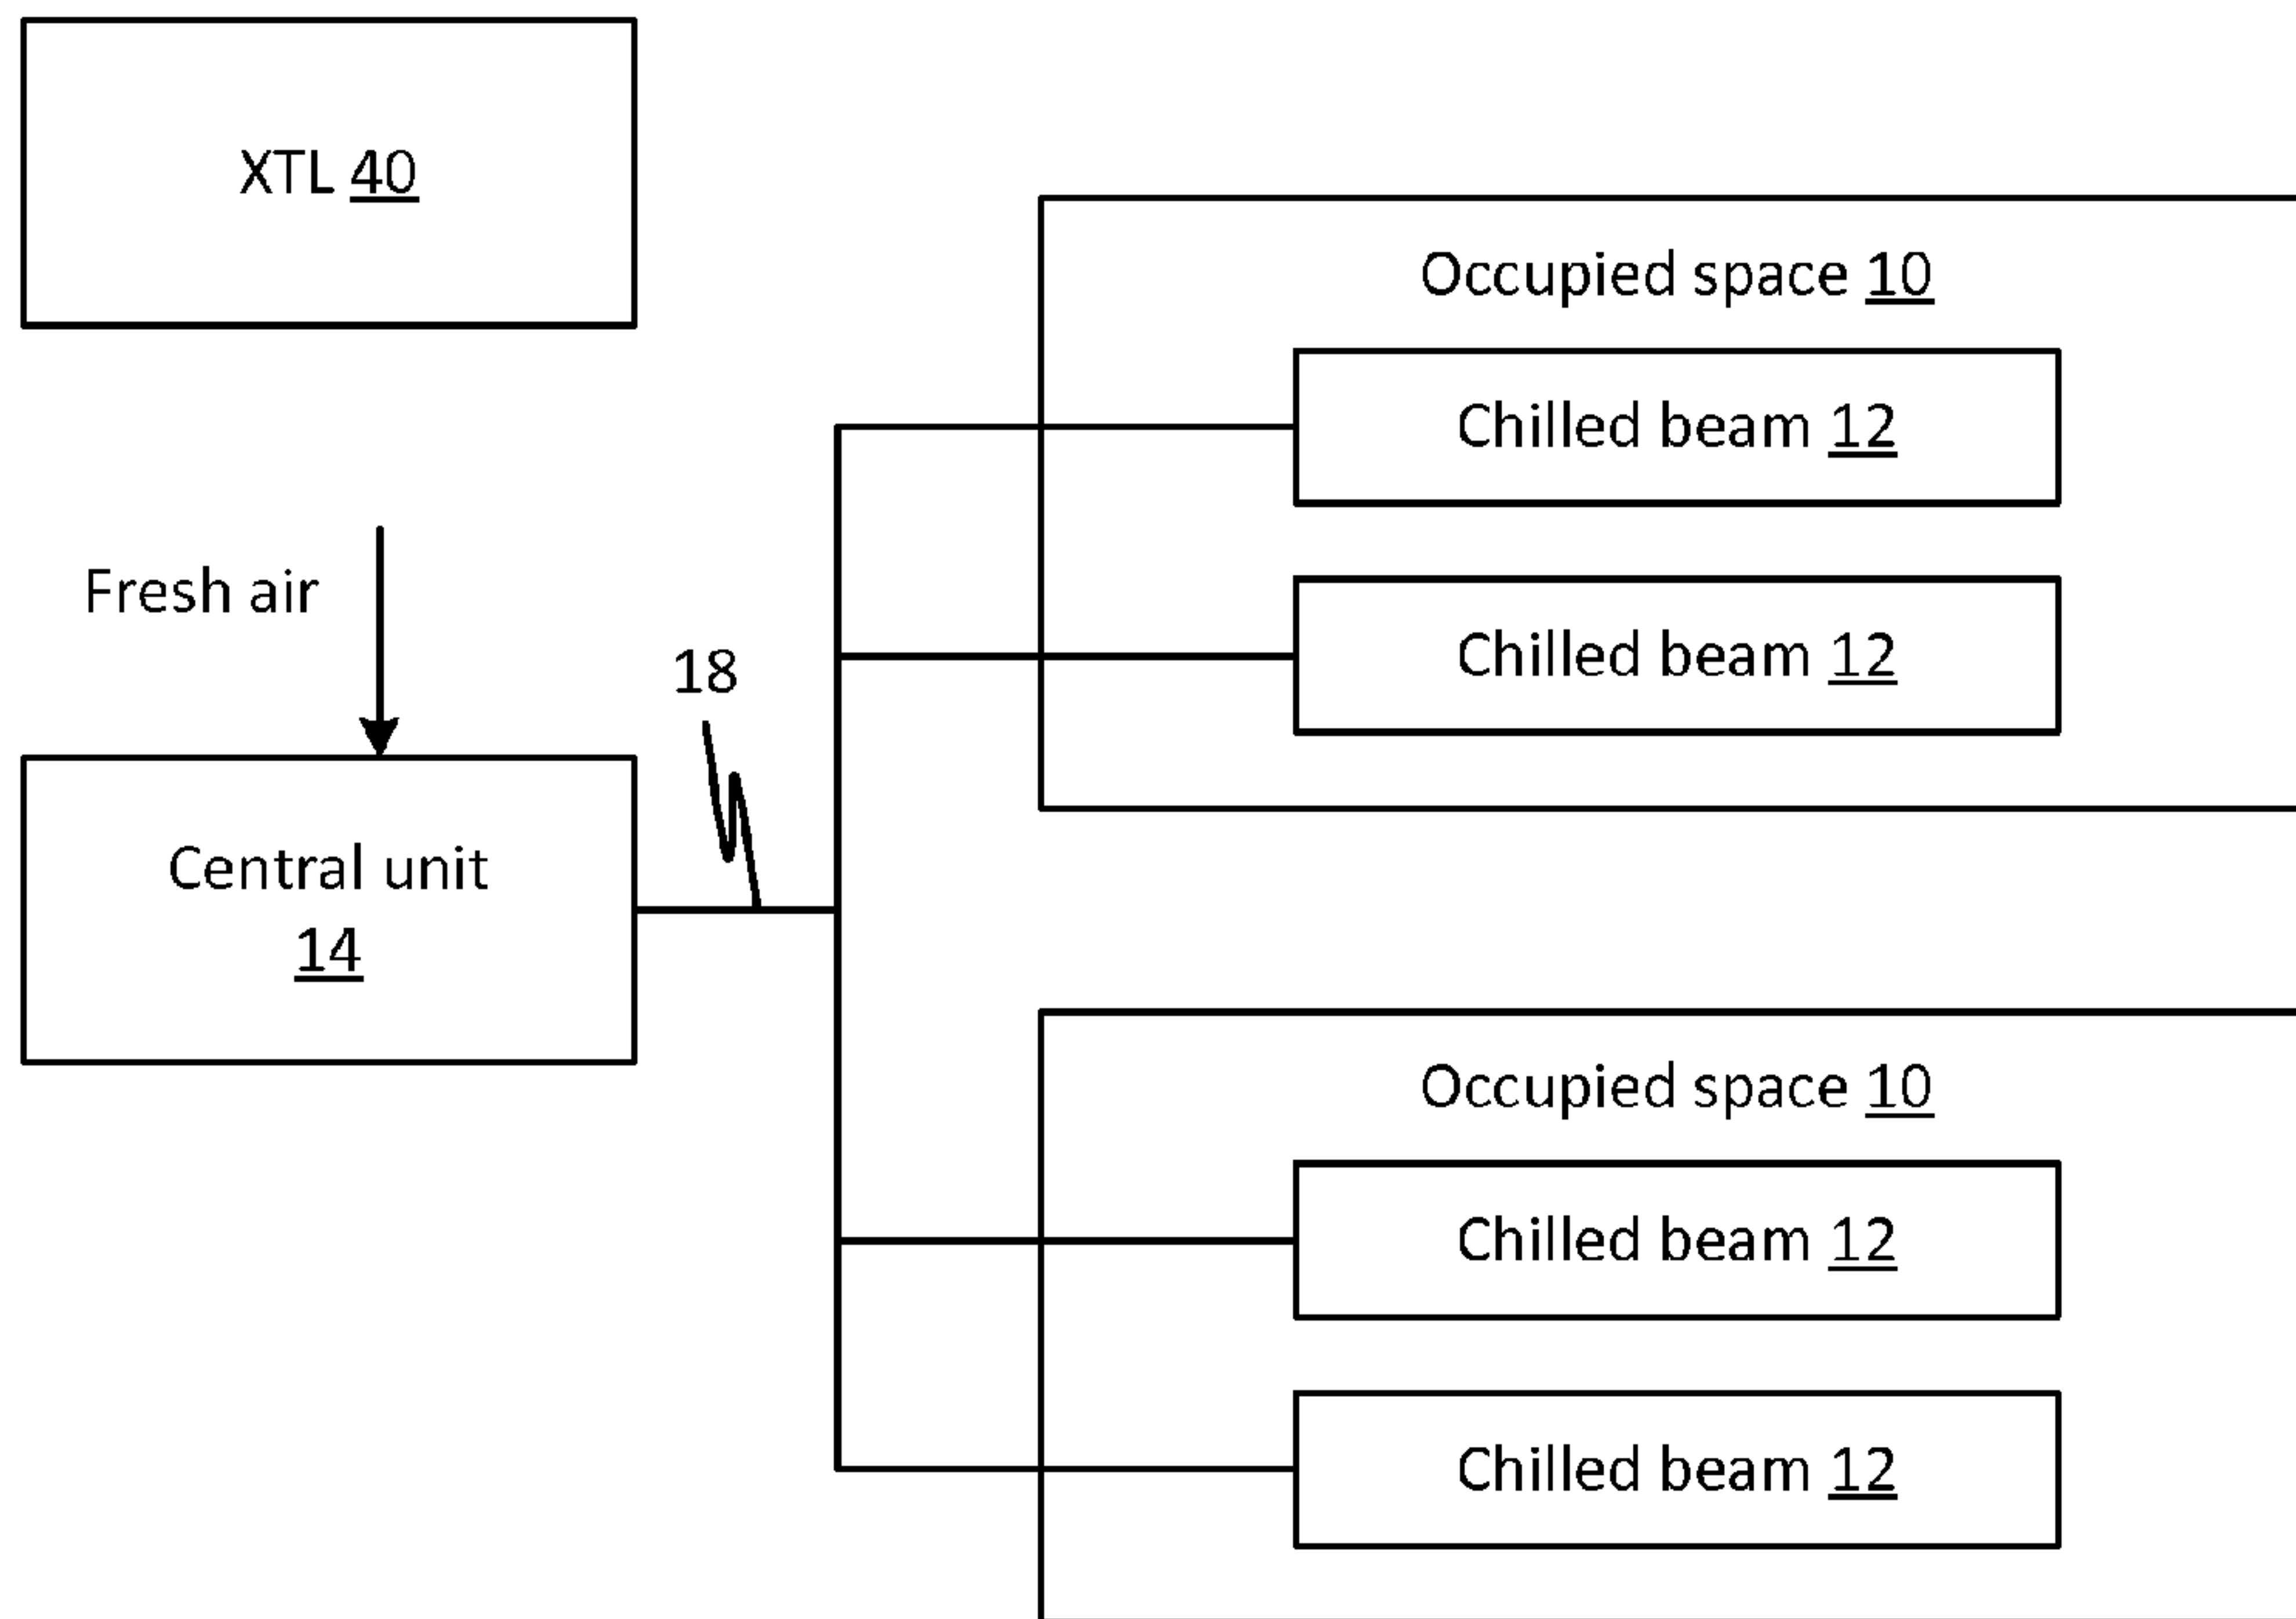 XTL 40
Occupied space 10
Chilled beam 12
Fresh air
Chilled beam 12
18
Central unit
14
Occupied space 10
Chilled beam 12
Chilled beam 12